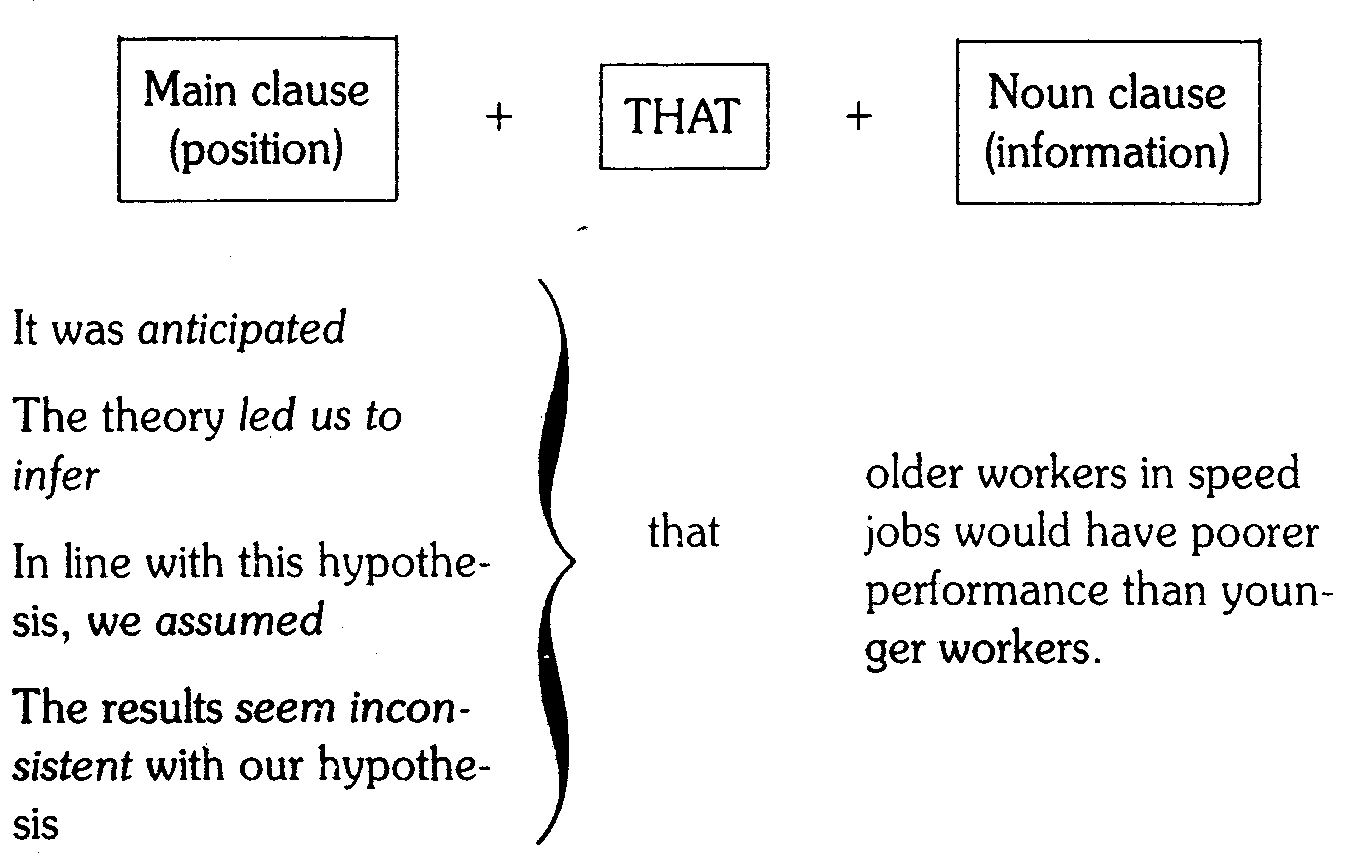 Main clause
(position)
+
THAT
+
Noun clause
(information)
It was anticipated
The theory led us to
infer
In line with this hypothe-
sis, we assumed
The results seem incon-
sistent with our hypothe-
sis
that
older workers in speed
jobs would have poorer
performance than youn-
ger workers.